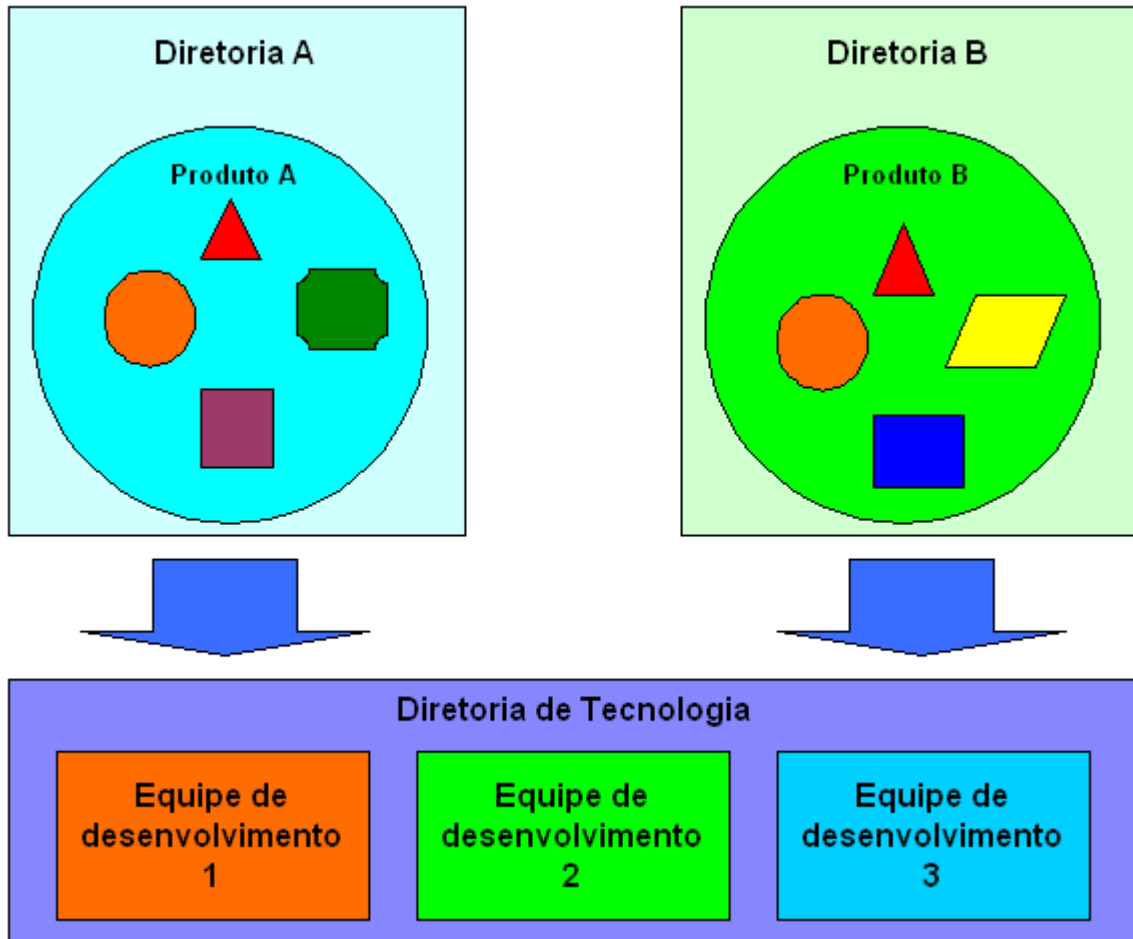 Diretoria A
Diretoria B
Produto A
Produto B
Diretoria de Tecnologia
Equipe de
desenvolvimento
1
Equipe de
desenvolvimento
2
Equipe de
desenvolvimento
3